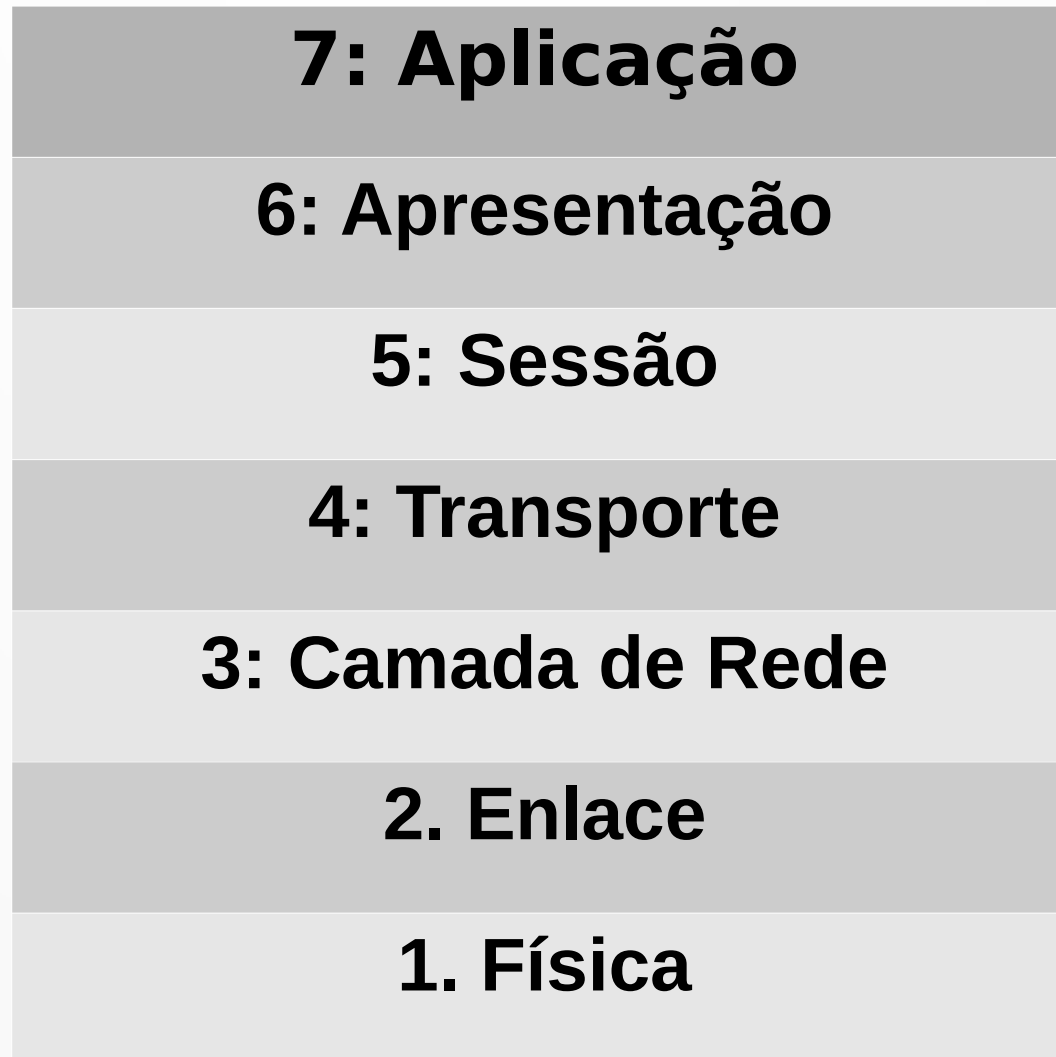 7: Aplicação
6: Apresentação
5: Sessão
4: Transporte
3: Camada de Rede
2. Enlace
1. Física